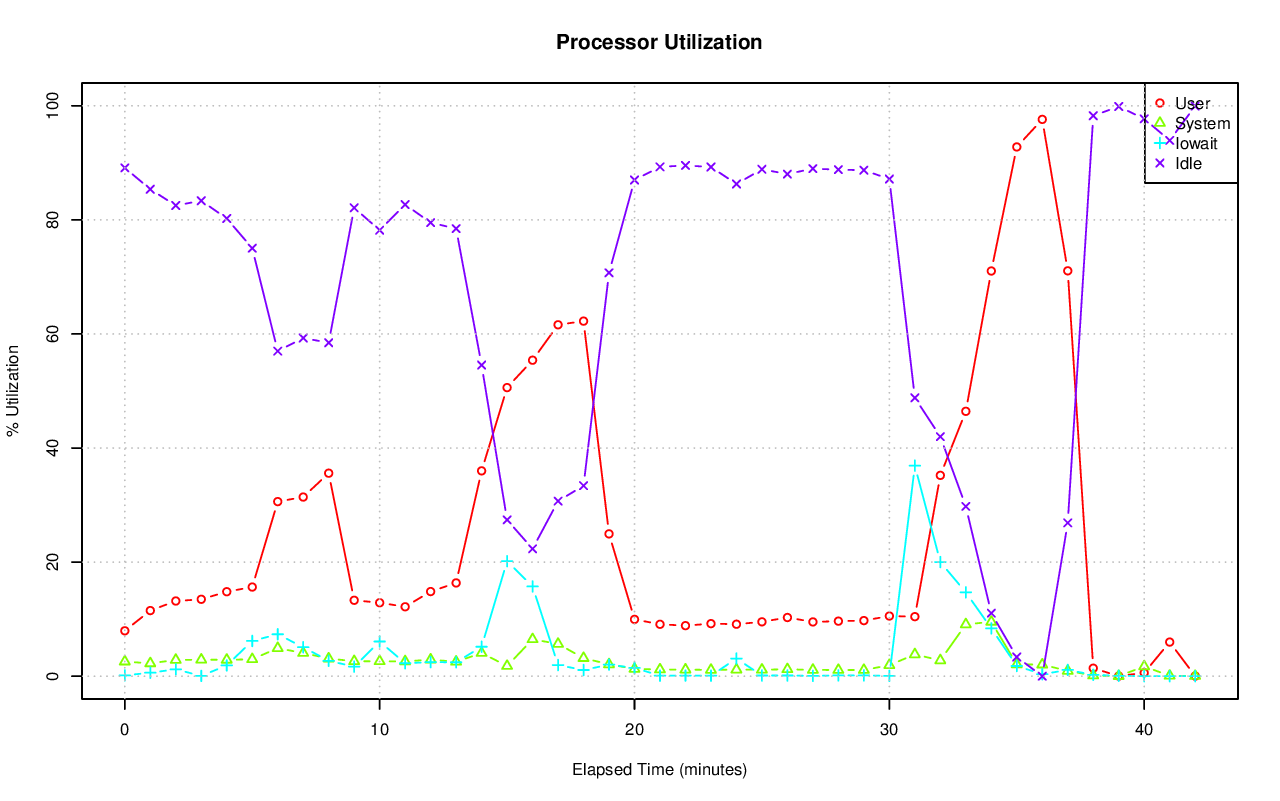 Processor Utilization
100
80
60
40
20
0
% Utilization
User
System
Iowait
Idle
0 10 20 30 40
Elapsed Time (minutes)